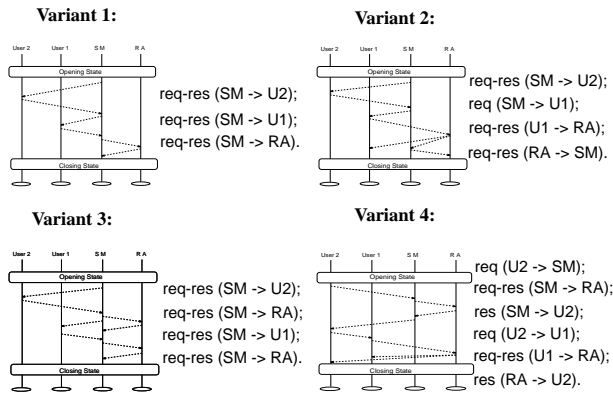 Variant 1:
User 2 User 1 S M R A
Opening State
Closing State
req-res (SM -> U2);
req-res (SM -> U1);
req-res (SM -> RA).
Variant 2:
User 2 User 1 S M R A
Opening State
Closing State
req-res (SM -> U2);
req (SM -> U1);
req-res (U1 -> RA);
req-res (RA -> SM).
Variant 3:
User 2 User 1 S M R A
Opening State
Closing State
req-res (SM -> U2);
req-res (SM -> RA);
req-res (SM -> U1);
req-res (SM -> RA).
Variant 4:
User 2 User 1 S M R A
Opening State
Closing State
req (U2 -> SM);
req-res (SM -> RA);
res (SM -> U2);
req (U2 -> U1);
req-res (U1 -> RA);
res (RA -> U2).